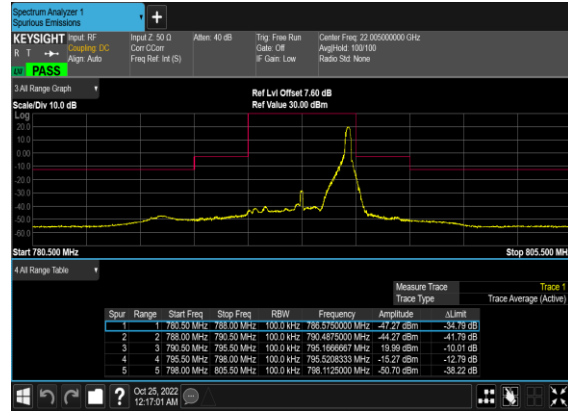 Spectrum Analyzer 1
Spurious Emissions
KEYSIGHT Input: RF Input Z: 50 Ω Atten: 40 dB Trig: Free Run Center Freq: 22.005000000 GHz
R T Coupling: DC Corr CCorr Gate: Off Avg|Hold: 100/100
Align: Auto Freq Ref: Int (S) IF Gain: Low Radio Std: None
PASS
3 All Range Graph
Ref Lvl Offset 7.60 dB
Scale/Div 10.0 dB Ref Value 30.00 dBm
Log
20.0
10.0
0.00
-10.0
-20.0
-30.0
-40.0
-50.0
-60.0
Start 780.500 MHz Stop 805.500 MH
4 All Range Table
Measure Trace Trace 1
Trace Type Trace Average (Active)
Spur Range Start Freq Stop Freq RBW Frequency Amplitude ΔLimit
1 1 780.50 MHz 788.00 MHz 100.0 kHz 786.5750000 MHz -47.27 dBm -34.79 dB
2 2 788.00 MHz 790.50 MHz 100.0 kHz 790.4875000 MHz -44.27 dBm -41.79 dB
3 3 790.50 MHz 795.50 MHz 100.0 kHz 795.1666667 MHz 19.99 dBm -10.01 dB
4 4 795.50 MHz 798.00 MHz 100.0 kHz 795.5208333 MHz -15.27 dBm -12.79 dB
5 5 798.00 MHz 805.50 MHz 100.0 kHz 798.1125000 MHz -50.70 dBm -38.22 dB
? Oct 25, 2022
12:17:01 AM